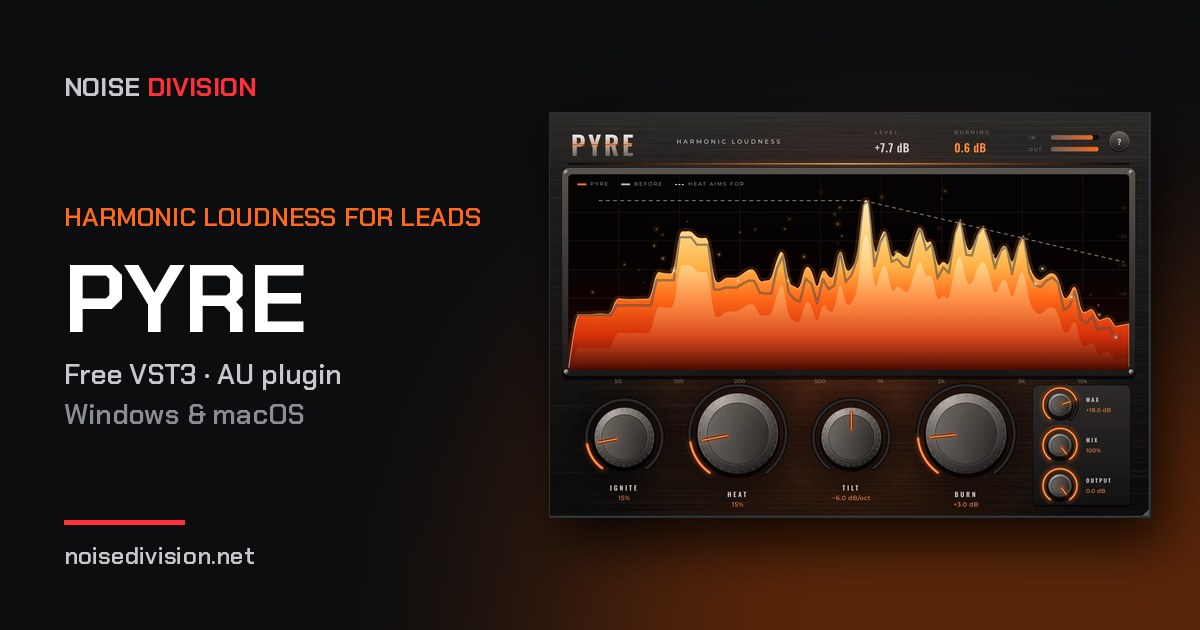 NOISE DIVISION
HARMONIC LOUDNESS FOR LEADS
PYRE
Free VST3 · AU plugin
Windows & macOS
noisedivision.net
PYRE
HARMONIC LOUDNESS
LEVEL
+7.7 dB
BURNING
0.6 dB
IN
OUT
?
PYRE BEFORE HEAT AIMS FOR
50 100 200 500 1k 2k 5k 10k
IGNITE
15%
HEAT
15%
TILT
-6.0 dB/oct
BURN
+3.0 dB
MAX
+18.0 dB
MIX
100%
OUTPUT
0.0 dB